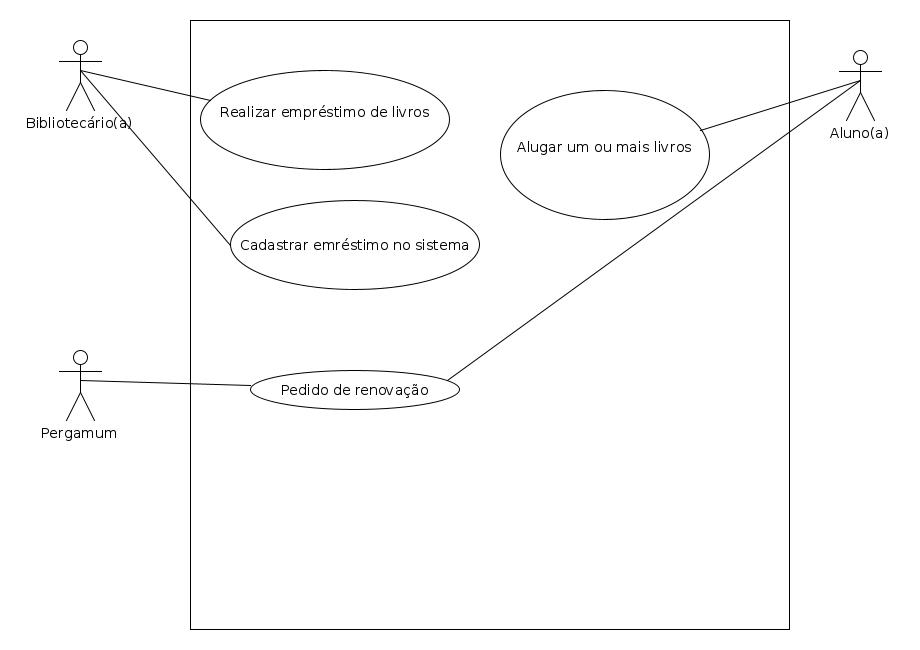 Bibliotecário(a)
Realizar empréstimo de livros
Alugar um ou mais livros
Aluno(a)
Cadastrar emréstimo no sistema
Pedido de renovação
Pergamum